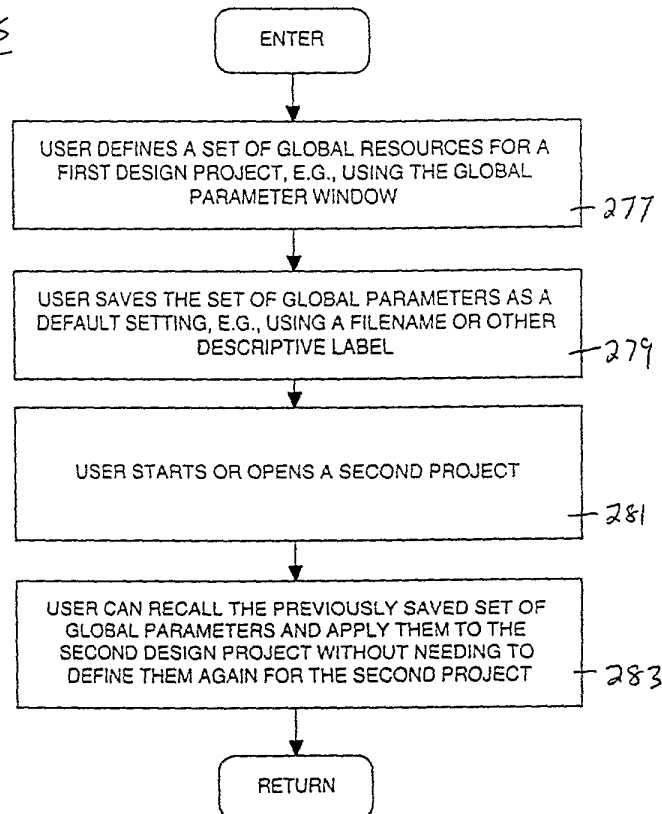 ENTER
USER DEFINES A SET OF GLOBAL RESOURCES FOR A
FIRST DESIGN PROJECT, E.G., USING THE GLOBAL
PARAMETER WINDOW
277
USER SAVES THE SET OF GLOBAL PARAMETERS AS A
DEFAULT SETTING, E.G., USING A FILENAME OR OTHER
DESCRIPTIVE LABEL
279
USER STARTS OR OPENS A SECOND PROJECT
281
USER CAN RECALL THE PREVIOUSLY SAVED SET OF
GLOBAL PARAMETERS AND APPLY THEM TO THE
SECOND DESIGN PROJECT WITHOUT NEEDING TO
DEFINE THEM AGAIN FOR THE SECOND PROJECT
283
RETURN